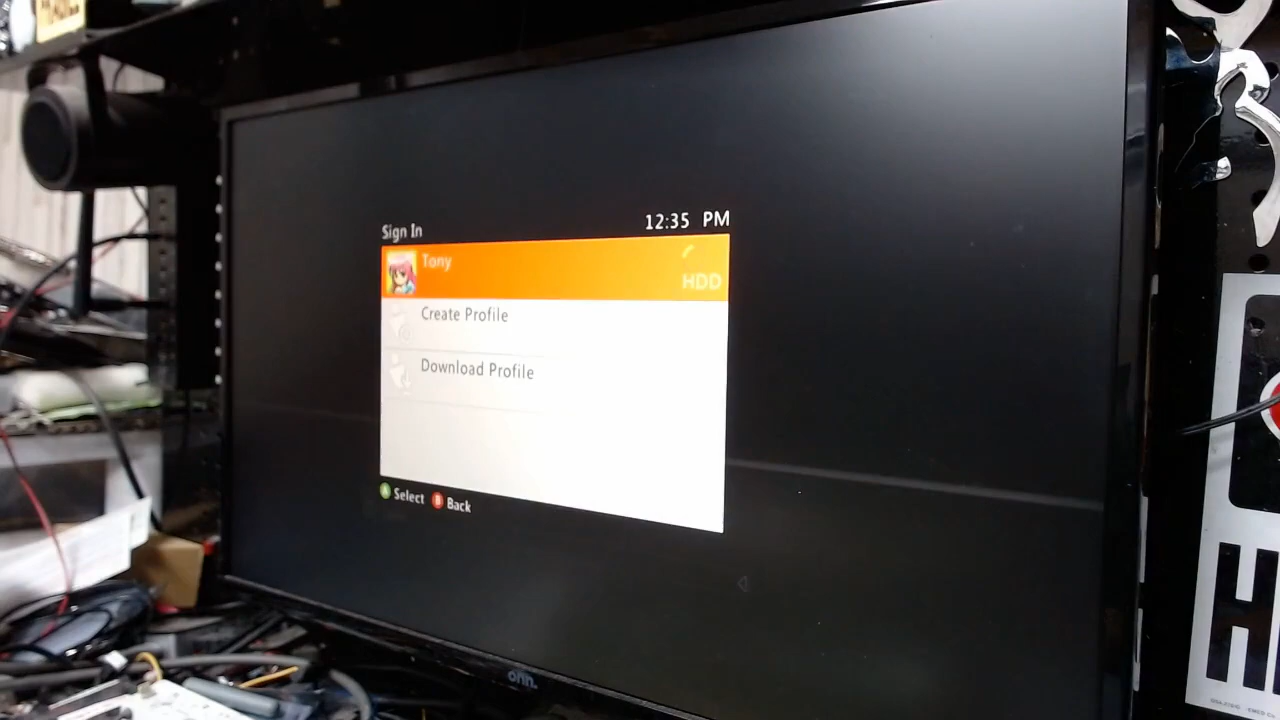 Sign In
12:35 PM
Tony
HDD
Create Profile
Download Profile
A Select B Back
onn.
H